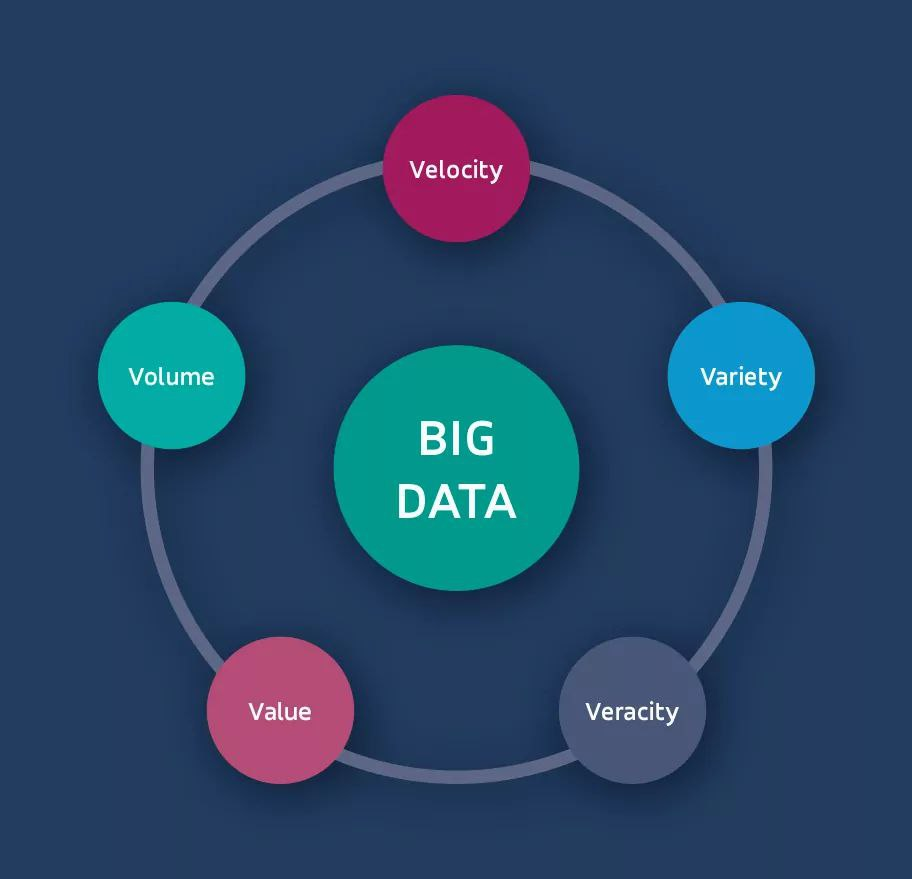 Velocity
Volume
Variety
BIG
DATA
Value
Veracity